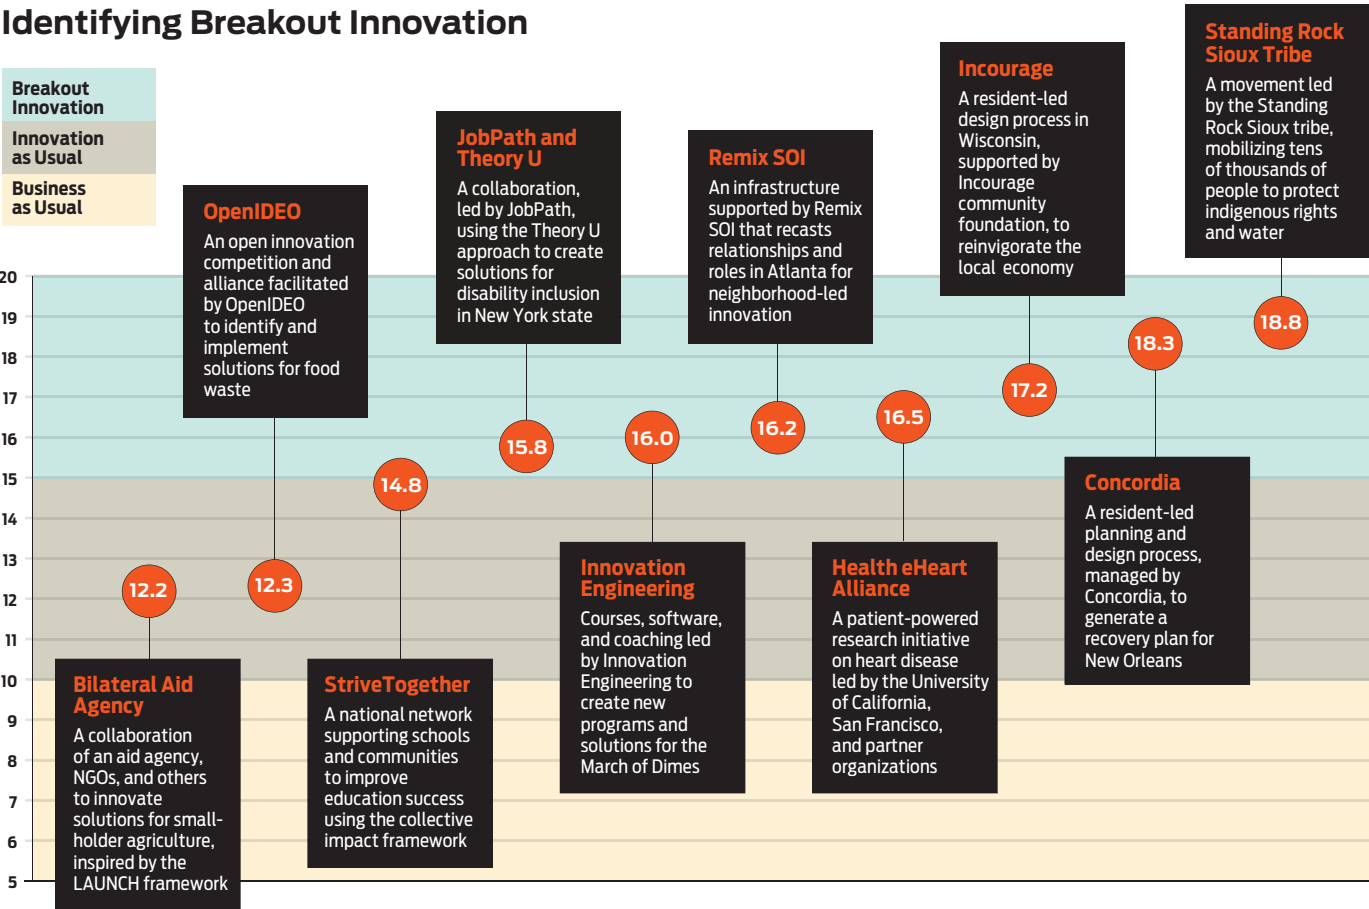 Identifying Breakout Innovation
Breakout
Innovation
Innovation
as Usual
Business
as Usual
20
19
18
17
16
15
14
13
12
11
10
9
8
7
6
5
12.2
Bilateral Aid
Agency
A collaboration
of an aid agency,
NGOs, and others
to innovate
solutions for small-
holder agriculture,
inspired by the
LAUNCH framework
OpenIDEO
An open innovation
competition and
alliance facilitated
by OpenIDEO
to identify and
implement
solutions for food
waste
12.3
14.8
StriveTogether
A national network
supporting schools
and communities
to improve
education success
using the collective
impact framework
JobPath and
Theory U
A collaboration,
led by JobPath,
using the Theory U
approach to create
solutions for
disability inclusion
in New York state
15.8
16.0
Innovation
Engineering
Courses, software,
and coaching led
by Innovation
Engineering to
create new
programs and
solutions for the
March of Dimes
Remix SOI
An infrastructure
supported by Remix
SOI that recasts
relationships and
roles in Atlanta for
neighborhood-led
innovation
16.2
16.5
Health eHeart
Alliance
A patient-powered
research initiative
on heart disease
led by the University
of California,
San Francisco,
and partner
organizations
Incourage
A resident-led
design process in
Wisconsin,
supported by
Incourage
community
foundation, to
reinvigorate the
local economy
17.2
18.3
Concordia
A resident-led
planning and
design process,
managed by
Concordia, to
generate a
recovery plan for
New Orleans
Standing Rock
Sioux Tribe
A movement led
by the Standing
Rock Sioux tribe,
mobilizing tens
of thousands of
people to protect
indigenous rights
and water
18.8